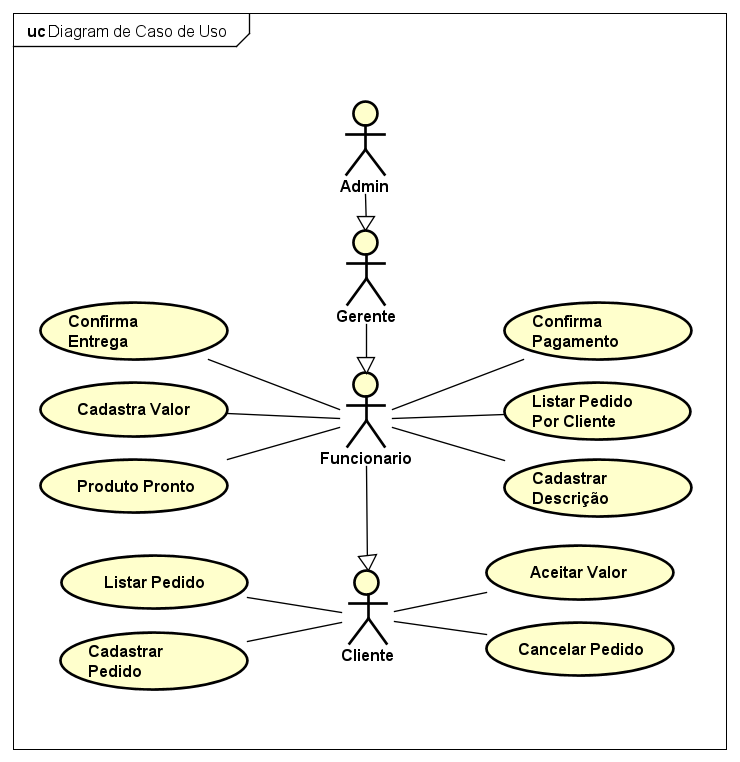 uc Diagram de Caso de Uso
Admin
Gerente
Confirma
Entrega
Confirma
Pagamento
Cadastra Valor
Listar Pedido
Por Cliente
Funcionario
Produto Pronto
Cadastrar
Descrição
Listar Pedido
Aceitar Valor
Cadastrar
Pedido
Cliente
Cancelar Pedido